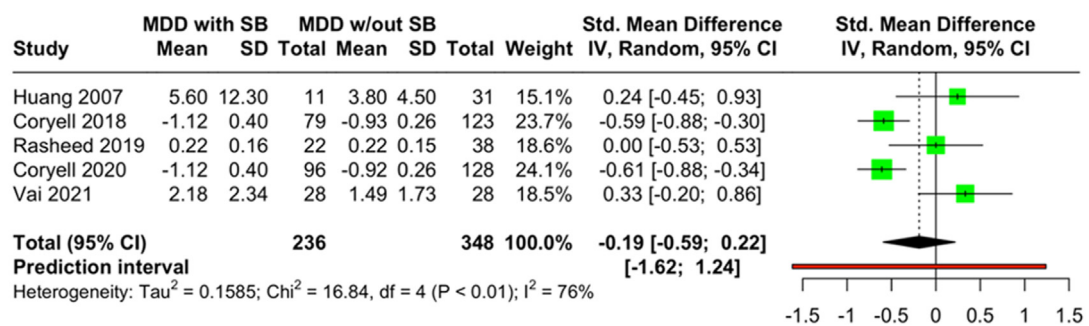 MDD with SB MDD w/out SB Std. Mean Difference Std. Mean Difference
Study Mean SD Total Mean SD Total Weight IV, Random, 95% CI IV, Random, 95% CI
Huang 2007 5.60 12.30 11 3.80 4.50 31 15.1% 0.24 [-0.45; 0.93]
Coryell 2018 -1.12 0.40 79 -0.93 0.26 123 23.7% -0.59 [-0.88; -0.30]
Rasheed 2019 0.22 0.16 22 0.22 0.15 38 18.6% 0.00 [-0.53; 0.53]
Coryell 2020 -1.12 0.40 96 -0.92 0.26 128 24.1% -0.61 [-0.88; -0.34]
Vai 2021 2.18 2.34 28 1.49 1.73 28 18.5% 0.33 [-0.20; 0.86]
Total (95% CI) 236 348 100.0% -0.19 [-0.59; 0.22]
Prediction interval [-1.62; 1.24]
Heterogeneity: Tau² = 0.1585; Chi² = 16.84, df = 4 (P < 0.01); I² = 76%
-1.5 -1 -0.5 0 0.5 1 1.5